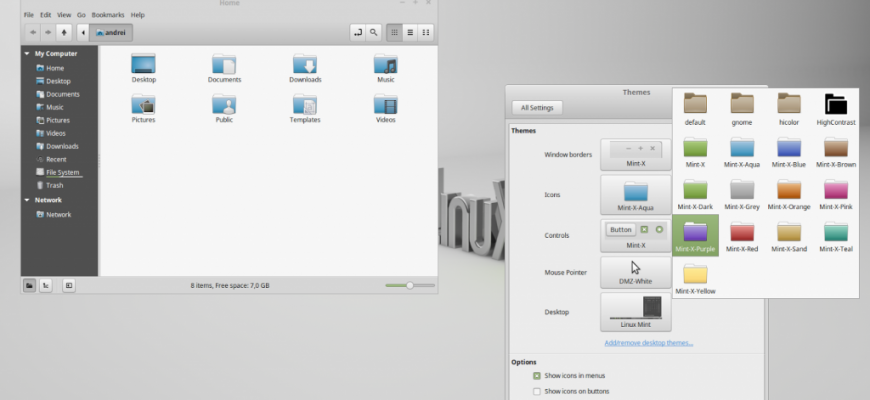 Home
File Edit View Go Bookmarks Help
andrei
My Computer
Home
Desktop
Documents
Music
Pictures
Videos
Downloads
Recent
File System
Trash
Network
Network
Desktop Documents Downloads Music
Pictures Public Templates Videos
8 items, Free space: 7,0 GB
Themes
All Settings
Themes
Window borders
Mint-X
Icons
Mint-X-Aqua
Controls
Button
Mint-X
Mouse Pointer
DMZ-White
Desktop
Linux Mint
Add/remove desktop themes...
Options
Show icons in menus
Show icons on buttons
default gnome hicolor HighContrast
Mint-X Mint-X-Aqua Mint-X-Blue Mint-X-Brown
Mint-X-Dark Mint-X-Grey Mint-X-Orange Mint-X-Pink
Mint-X-Purple Mint-X-Red Mint-X-Sand Mint-X-Teal
Mint-X-Yellow